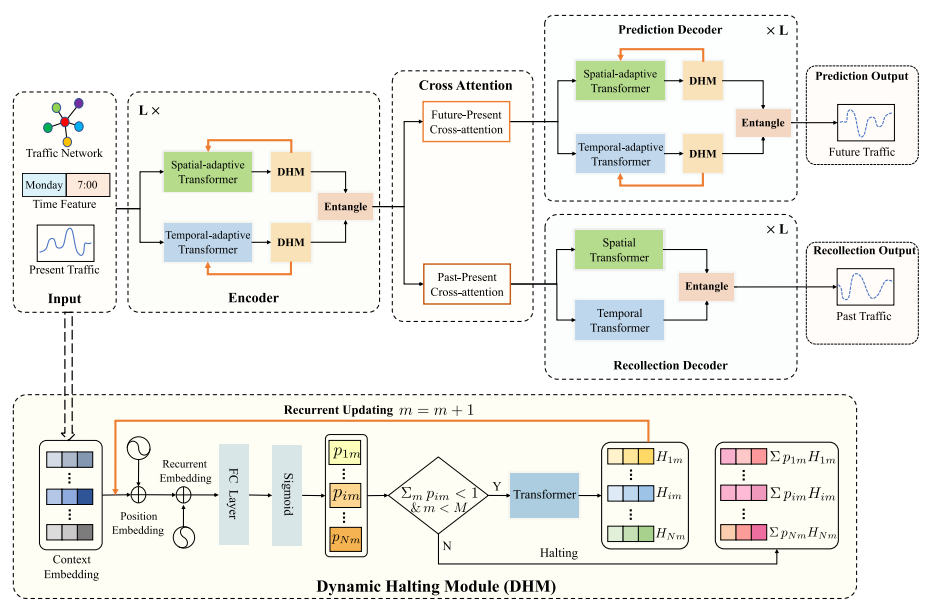 Traffic Network
Monday 7:00
Time Feature
Present Traffic
Input
L ×
Spatial-adaptive
Transformer
DHM
Temporal-adaptive
Transformer
DHM
Entangle
Encoder
Cross Attention
Future-Present
Cross-attention
Past-Present
Cross-attention
Prediction Decoder
× L
Spatial-adaptive
Transformer
DHM
Temporal-adaptive
Transformer
DHM
Entangle
Prediction Output
Future Traffic
× L
Spatial
Transformer
Temporal
Transformer
Entangle
Recollection Decoder
Recollection Output
Past Traffic
Recurrent Updating m = m + 1
Context
Embedding
Position
Embedding
Recurrent
Embedding
FC Layer
Sigmoid
p_{1m}
p_{im}
p_{Nm}
∑_m p_{im} < 1
& m < M
Y
N
Transformer
Halting
H_{1m}
H_{im}
H_{Nm}
∑ p_{1m}H_{1m}
∑ p_{im}H_{im}
∑ p_{Nm}H_{Nm}
Dynamic Halting Module (DHM)